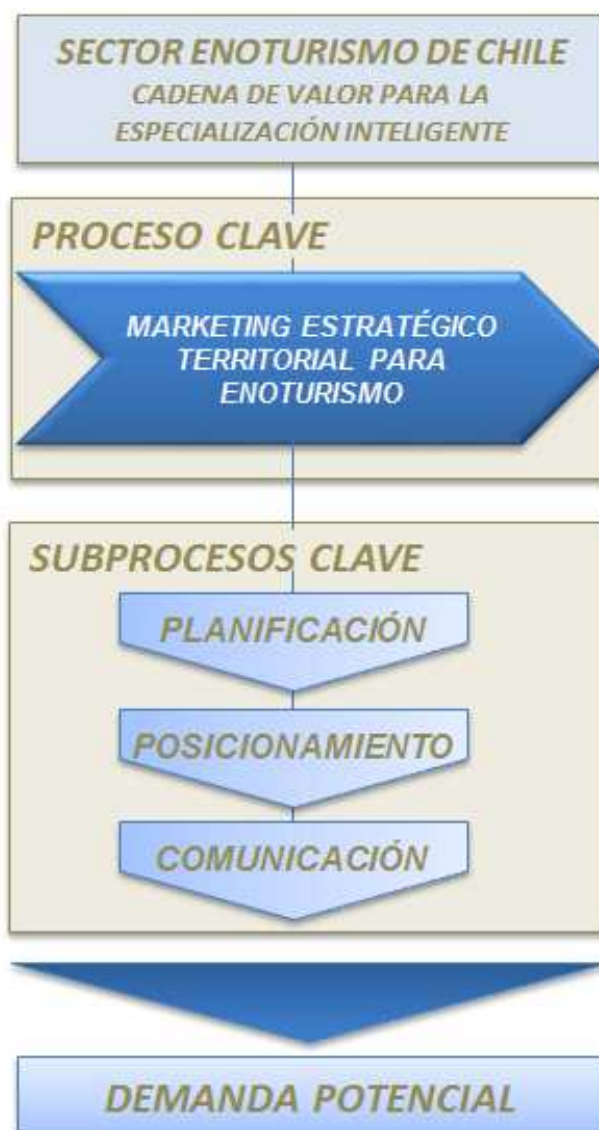 SECTOR ENOTURISMO DE CHILE
CADENA DE VALOR PARA LA
ESPECIALIZACIÓN INTELIGENTE
PROCESO CLAVE
MARKETING ESTRATÉGICO
TERRITORIAL PARA
ENOTURISMO
SUBPROCESOS CLAVE
PLANIFICACIÓN
POSICIONAMIENTO
COMUNICACIÓN
DEMANDA POTENCIAL